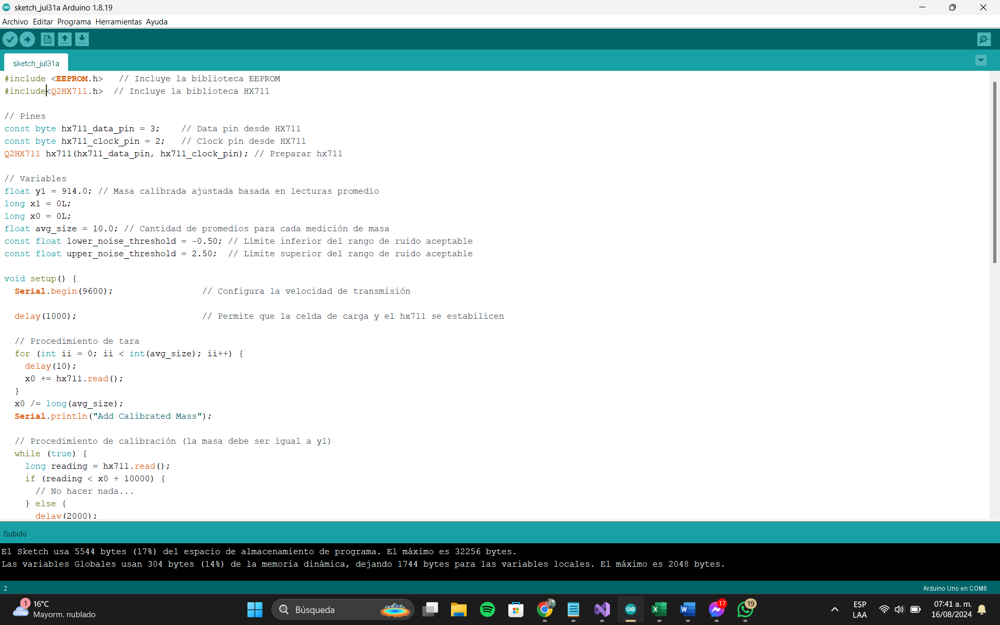 sketch_jul31a Arduino 1.8.19
Archivo Editar Programa Herramientas Ayuda
sketch_jul31a
#include <EEPROM.h>   // Incluye la biblioteca EEPROM
#include<Q2HX711.h>  // Incluye la biblioteca HX711
// Pines
const byte hx711_data_pin = 3;    // Data pin desde HX711
const byte hx711_clock_pin = 2;   // Clock pin desde HX711
Q2HX711 hx711(hx711_data_pin, hx711_clock_pin); // Preparar hx711
// Variables
float y1 = 914.0; // Masa calibrada ajustada basada en lecturas promedio
long x1 = 0L;
long x0 = 0L;
float avg_size = 10.0; // Cantidad de promedios para cada medición de masa
const float lower_noise_threshold = -0.50; // Límite inferior del rango de ruido aceptable
const float upper_noise_threshold = 2.50;  // Límite superior del rango de ruido aceptable
void setup() {
  Serial.begin(9600);                 // Configura la velocidad de transmisión
  delay(1000);                        // Permite que la celda de carga y el hx711 se estabilicen
  // Procedimiento de tara
  for (int ii = 0; ii < int(avg_size); ii++) {
    delay(10);
    x0 += hx711.read();
  }
  x0 /= long(avg_size);
  Serial.println("Add Calibrated Mass");
  // Procedimiento de calibración (la masa debe ser igual a y1)
  while (true) {
    long reading = hx711.read();
    if (reading < x0 + 10000) {
      // No hacer nada...
    } else {
      delay(2000);
Subido
El Sketch usa 5544 bytes (17%) del espacio de almacenamiento de programa. El máximo es 32256 bytes.
Las variables Globales usan 304 bytes (14%) de la memoria dinámica, dejando 1744 bytes para las variables locales. El máximo es 2048 bytes.
2
Arduino Uno en COM6
1
16°C
Mayorm. nublado
Búsqueda
17
19
ESP
LAA
07:41 a. m.
16/08/2024